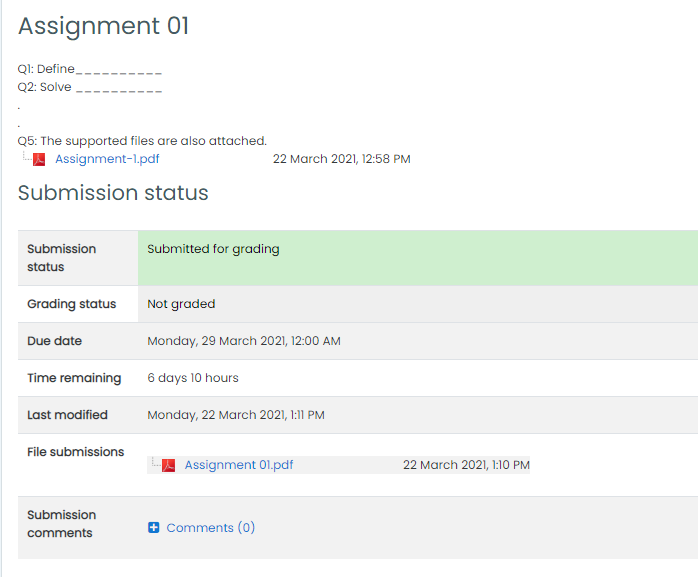 Assignment 01
Q1: Define__________
Q2: Solve __________
.
.
Q5: The supported files are also attached.
Assignment-1.pdf 22 March 2021, 12:58 PM
Submission status
Submission status Submitted for grading
Grading status Not graded
Due date Monday, 29 March 2021, 12:00 AM
Time remaining 6 days 10 hours
Last modified Monday, 22 March 2021, 1:11 PM
File submissions
Assignment 01.pdf 22 March 2021, 1:10 PM
Submission comments Comments (0)